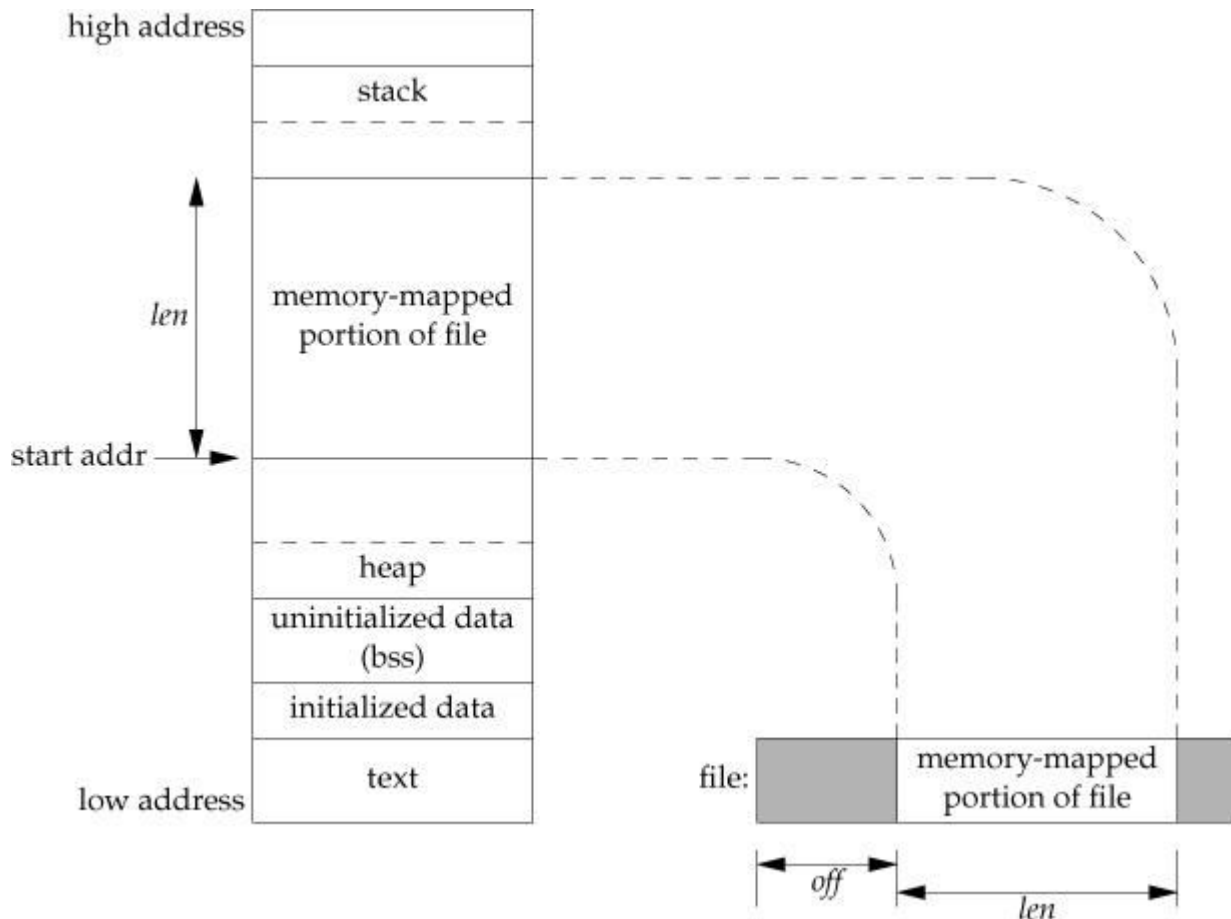 high address
stack
len
memory-mapped
portion of file
start addr
heap
uninitialized data
(bss)
initialized data
text
low address
file:
memory-mapped
portion of file
off
len